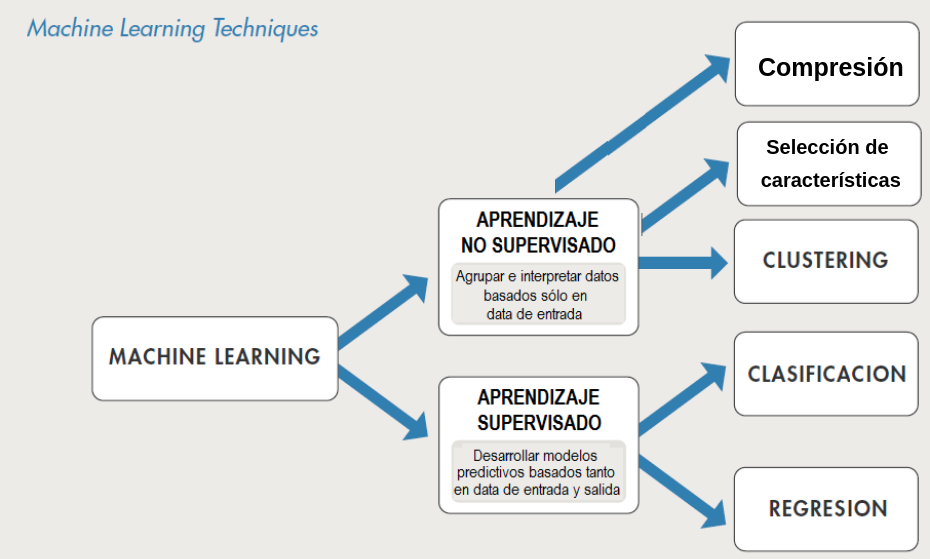 Machine Learning Techniques
Compresión
Selección de
características
APRENDIZAJE
NO SUPERVISADO
Agrupar e interpretar datos
basados sólo en
data de entrada
CLUSTERING
MACHINE LEARNING
CLASIFICACION
APRENDIZAJE
SUPERVISADO
Desarrollar modelos
predictivos basados tanto
en data de entrada y salida
REGRESION